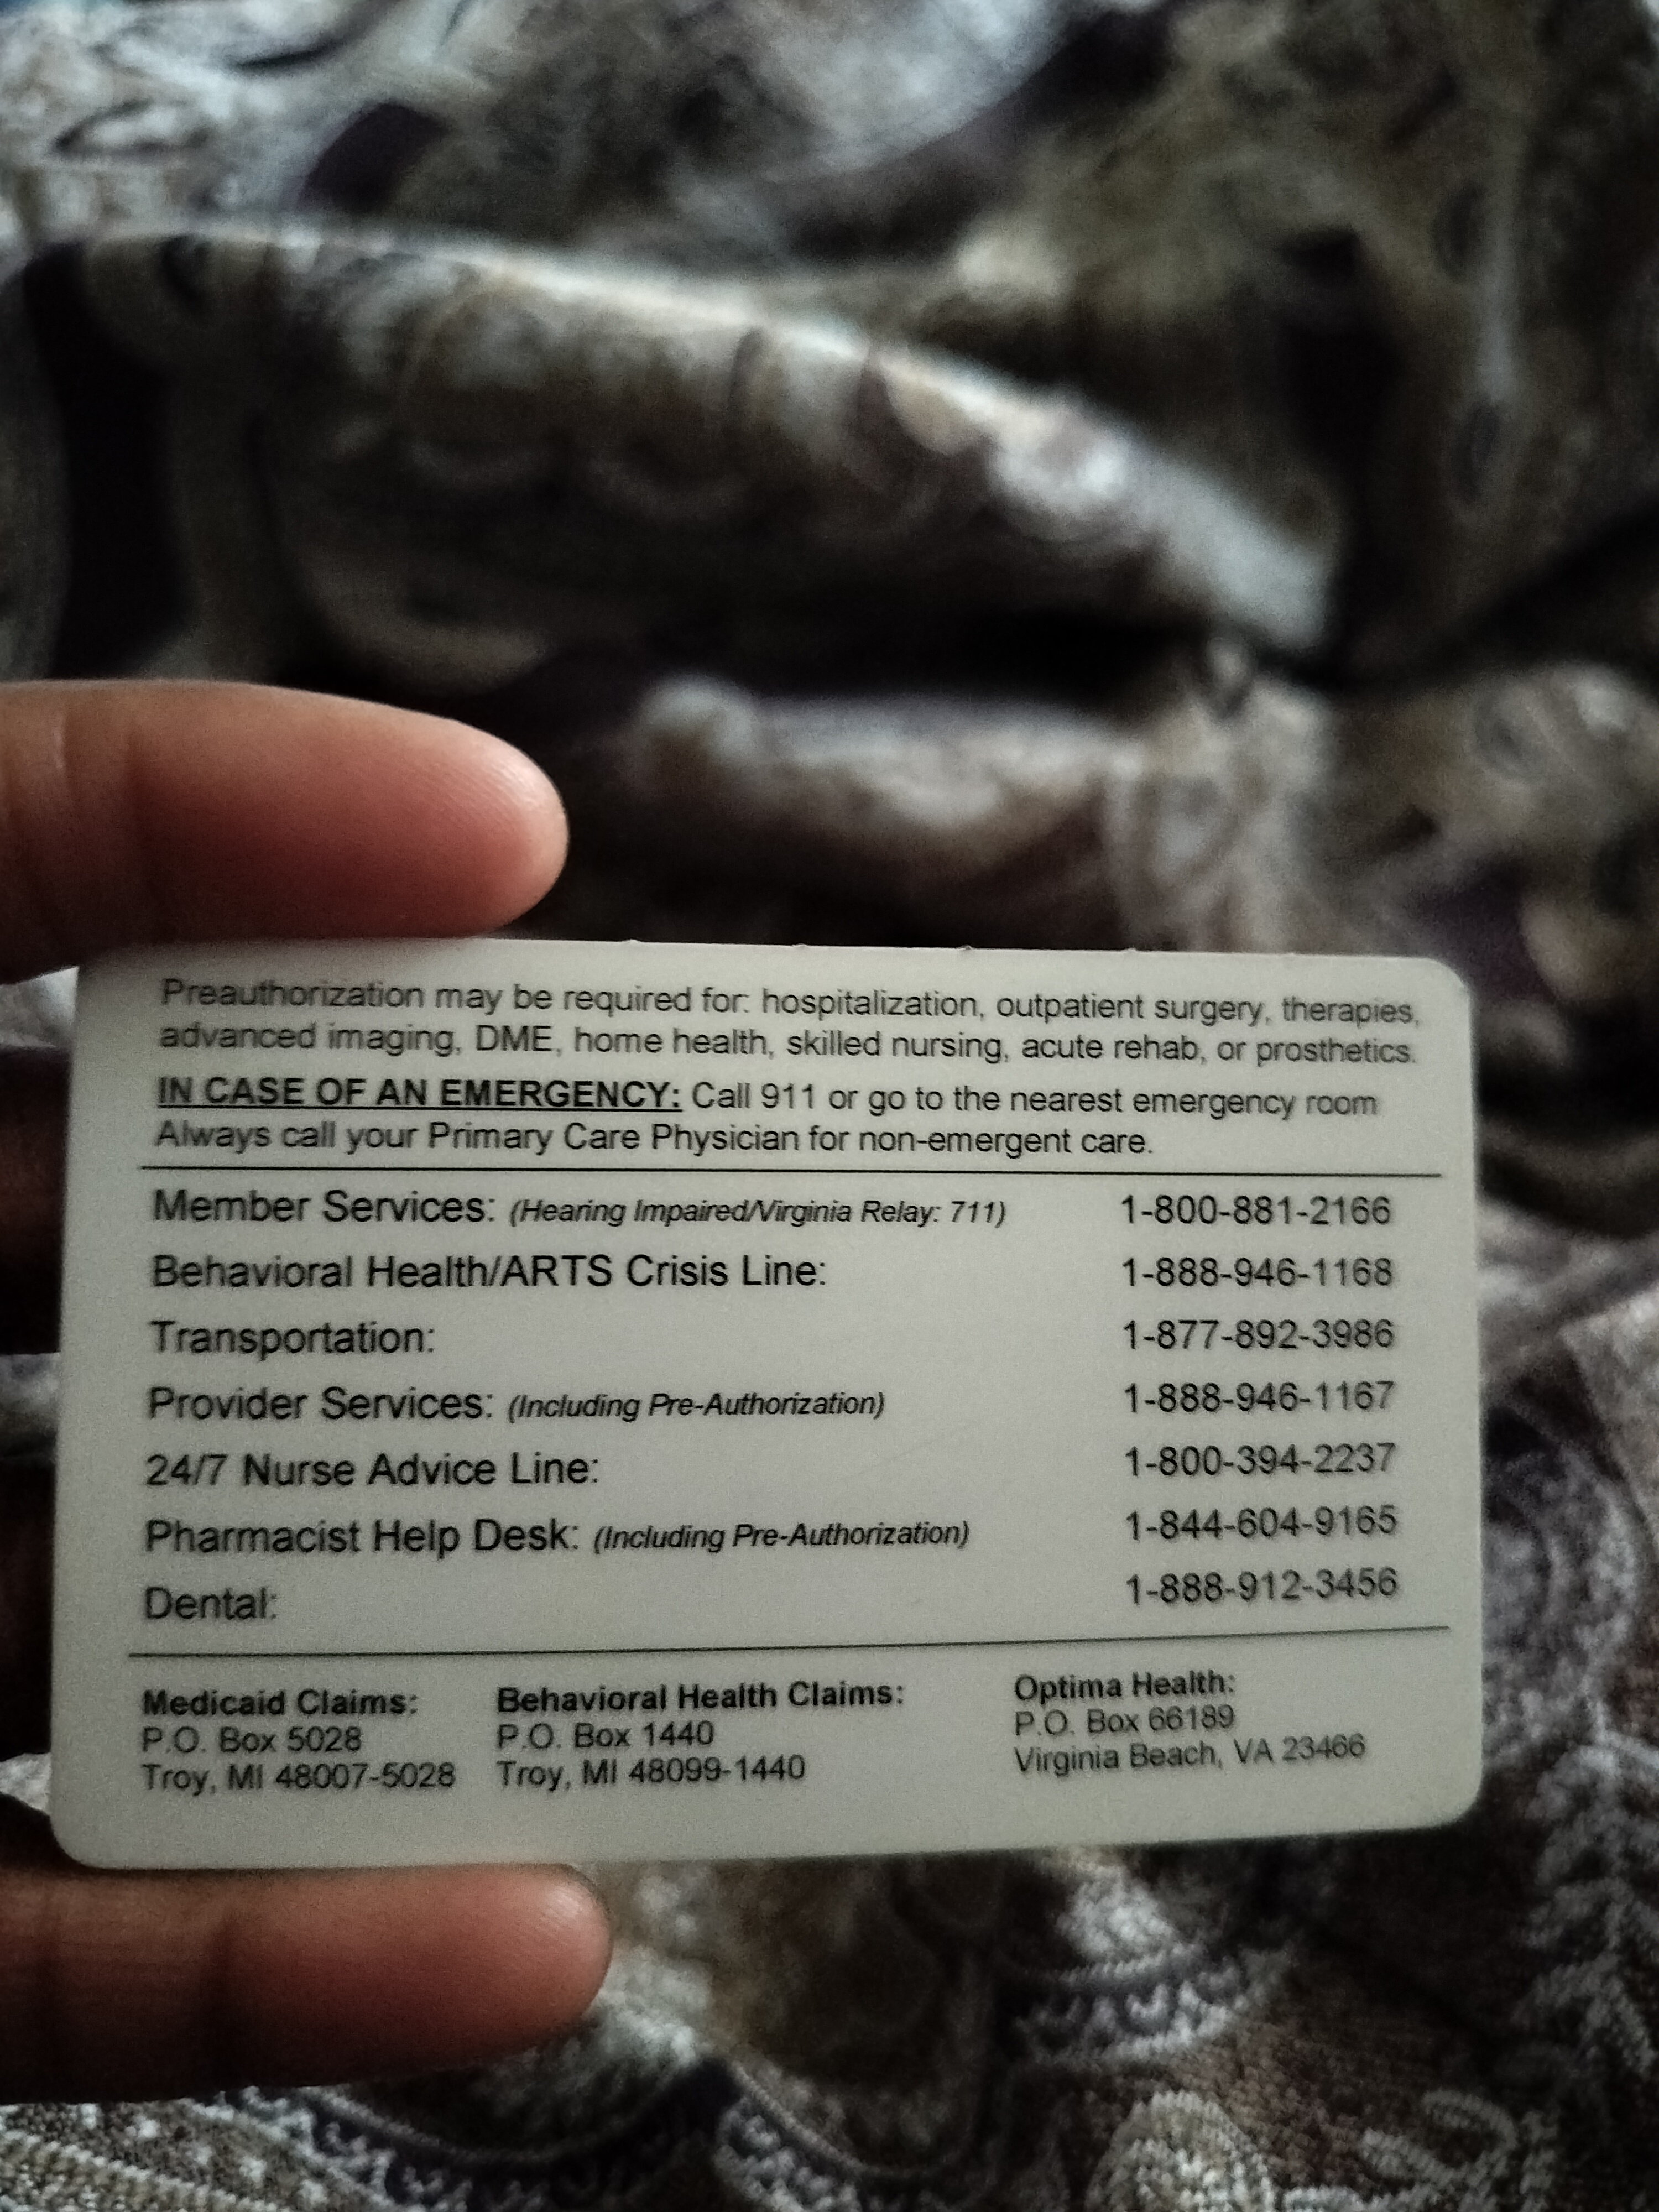 Preauthorization may be required for: hospitalization, outpatient surgery, therapies,
advanced imaging, DME, home health, skilled nursing, acute rehab, or prosthetics.
IN CASE OF AN EMERGENCY: Call 911 or go to the nearest emergency room
Always call your Primary Care Physician for non-emergent care.
Member Services: (Hearing Impaired/Virginia Relay: 711) 1-800-881-2166
Behavioral Health/ARTS Crisis Line: 1-888-946-1168
Transportation: 1-877-892-3986
Provider Services: (Including Pre-Authorization) 1-888-946-1167
24/7 Nurse Advice Line: 1-800-394-2237
Pharmacist Help Desk: (Including Pre-Authorization) 1-844-604-9165
Dental: 1-888-912-3456
Medicaid Claims:
P.O. Box 5028
Troy, MI 48007-5028
Behavioral Health Claims:
P.O. Box 1440
Troy, MI 48099-1440
Optima Health:
P.O. Box 66189
Virginia Beach, VA 23466